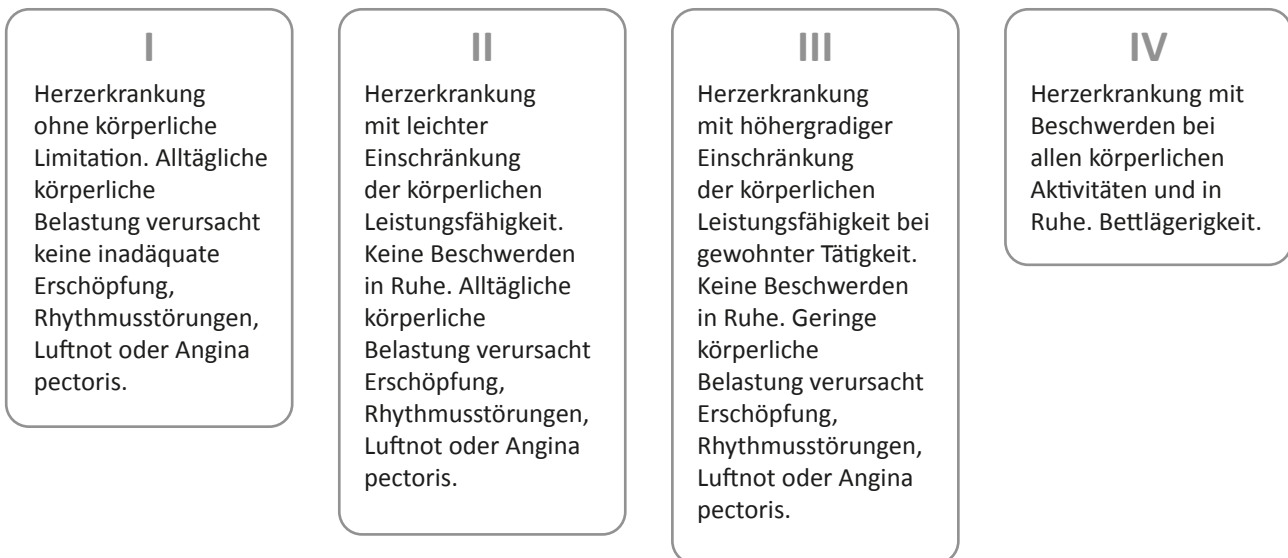 I
Herzerkrankung
ohne körperliche
Limitation. Alltägliche
körperliche
Belastung verursacht
keine inadäquate
Erschöpfung,
Rhythmusstörungen,
Luftnot oder Angina
pectoris.
II
Herzerkrankung
mit leichter
Einschränkung
der körperlichen
Leistungsfähigkeit.
Keine Beschwerden
in Ruhe. Alltägliche
körperliche
Belastung verursacht
Erschöpfung,
Rhythmusstörungen,
Luftnot oder Angina
pectoris.
III
Herzerkrankung
mit höhergradiger
Einschränkung
der körperlichen
Leistungsfähigkeit bei
gewohnter Tätigkeit.
Keine Beschwerden
in Ruhe. Geringe
körperliche
Belastung verursacht
Erschöpfung,
Rhythmusstörungen,
Luftnot oder Angina
pectoris.
IV
Herzerkrankung mit
Beschwerden bei
allen körperlichen
Aktivitäten und in
Ruhe. Bettlägerigkeit.